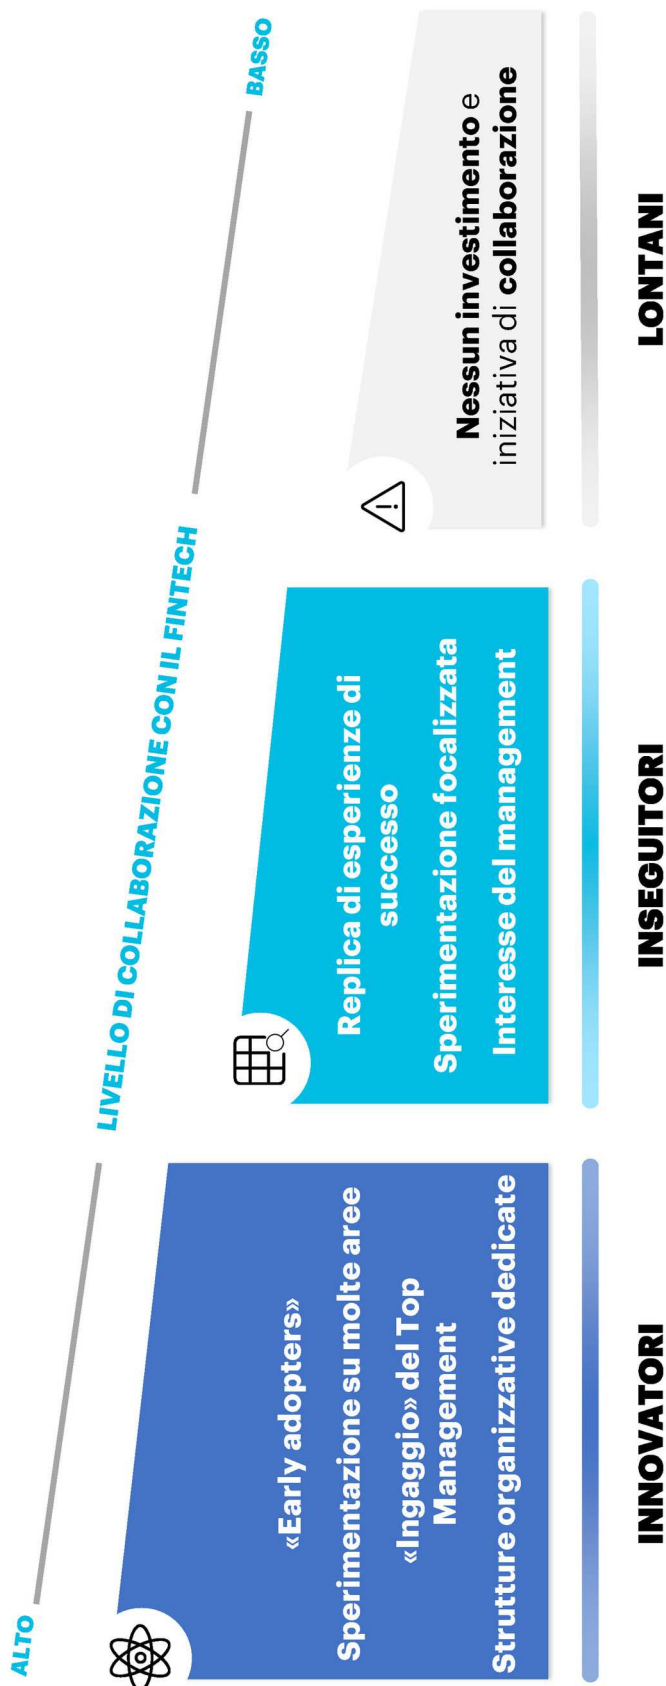 ALTO
LIVELLO DI COLLABORAZIONE CON IL FINTECH
BASSO
«Early adopters»
Sperimentazione su molte aree
«Ingaggio» del Top
Management
Strutture organizzative dedicate
INNOVATORI
Replica di esperienze di
successo
Sperimentazione focalizzata
Interesse del management
INSEGUITORI
Nessun investimento e
iniziativa di collaborazione
LONTANI